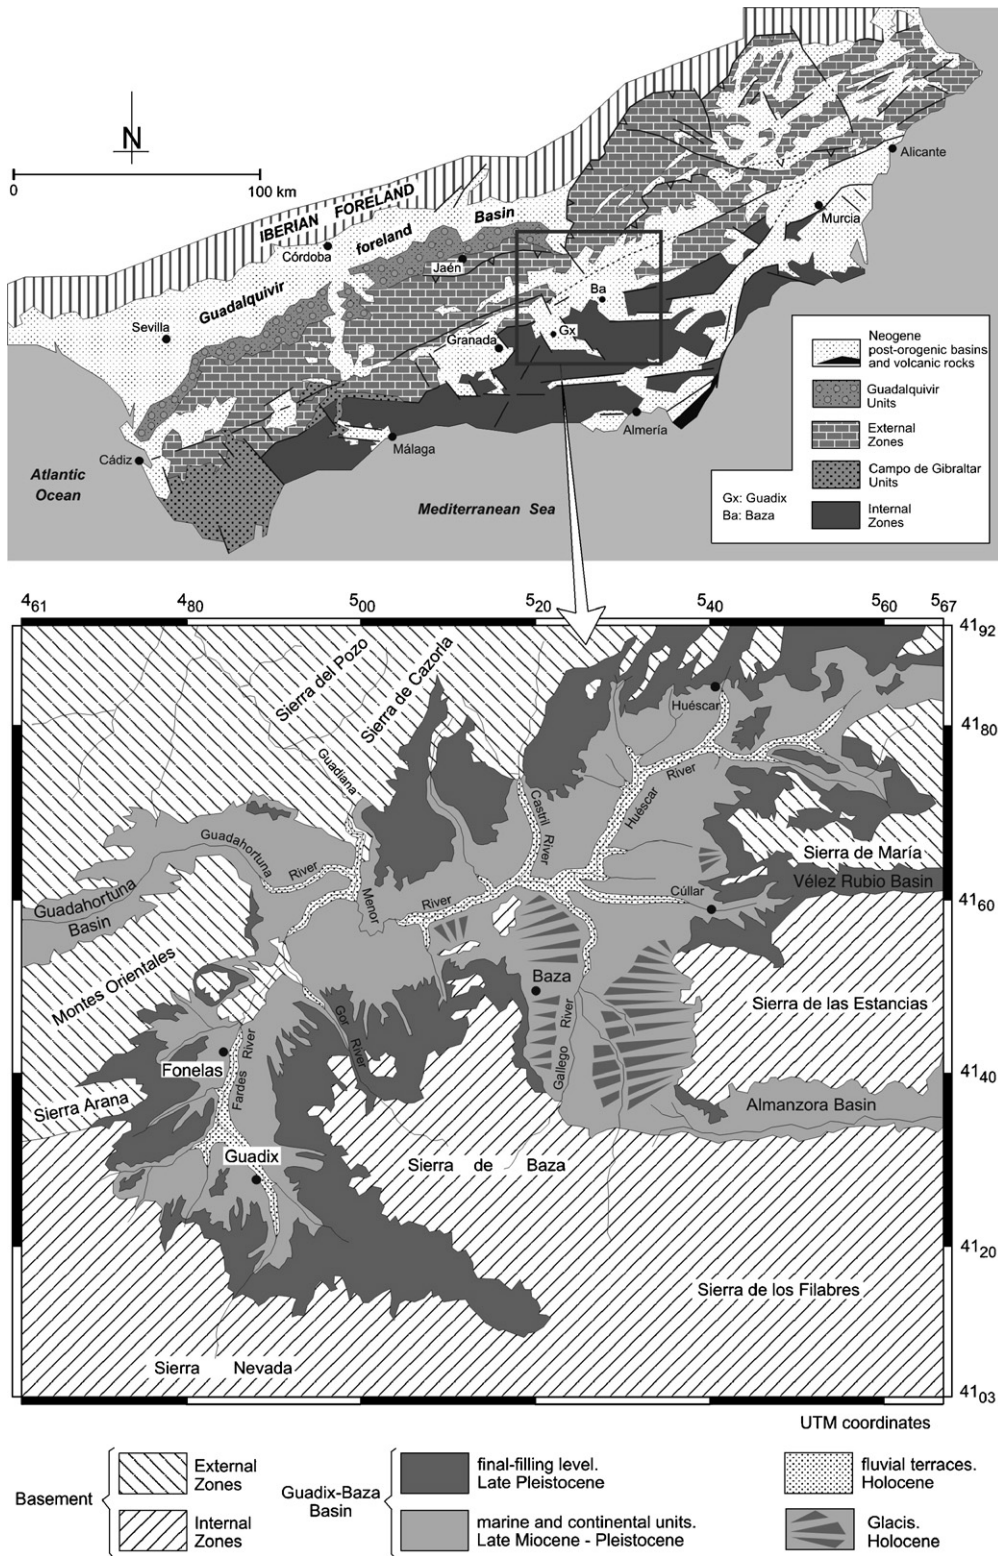 N
0
100 km
IBERIAN FORELAND
Córdoba
foreland
Basin
Jaén
Guadalquivir
Sevilla
Granada
Ba
Gx
Alicante
Murcia
Almería
Málaga
Cádiz
Atlantic
Ocean
Mediterranean Sea
Gx: Guadix
Ba: Baza
Neogene
post-orogenic basins
and volcanic rocks
Guadalquivir
Units
External
Zones
Campo de Gibraltar
Units
Internal
Zones
461
480
500
520
540
560
567
4192
4180
4160
4140
4120
4103
Sierra del Pozo
Sierra de Cazorla
Guadiana
Menor
Huéscar
Huéscar
River
Castril
River
Guadahortuna
River
Guadahortuna
Basin
River
Cúllar
Sierra de María
Vélez Rubio Basin
Montes Orientales
Baza
Gallego
River
Gor
River
Sierra de las Estancias
Fonelas
Fardes
River
Sierra Arana
Almanzora Basin
Guadix
Sierra de Baza
Sierra de los Filabres
Sierra Nevada
UTM coordinates
Basement
External
Zones
Internal
Zones
Guadix-Baza
Basin
final-filling level.
Late Pleistocene
marine and continental units.
Late Miocene - Pleistocene
fluvial terraces.
Holocene
Glacis.
Holocene